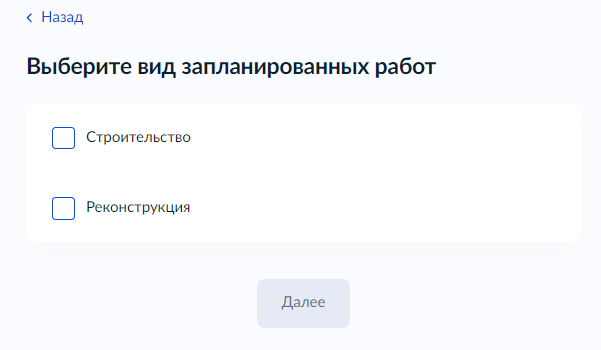 Назад
Выберите вид запланированных работ
Строительство
Реконструкция
Далее